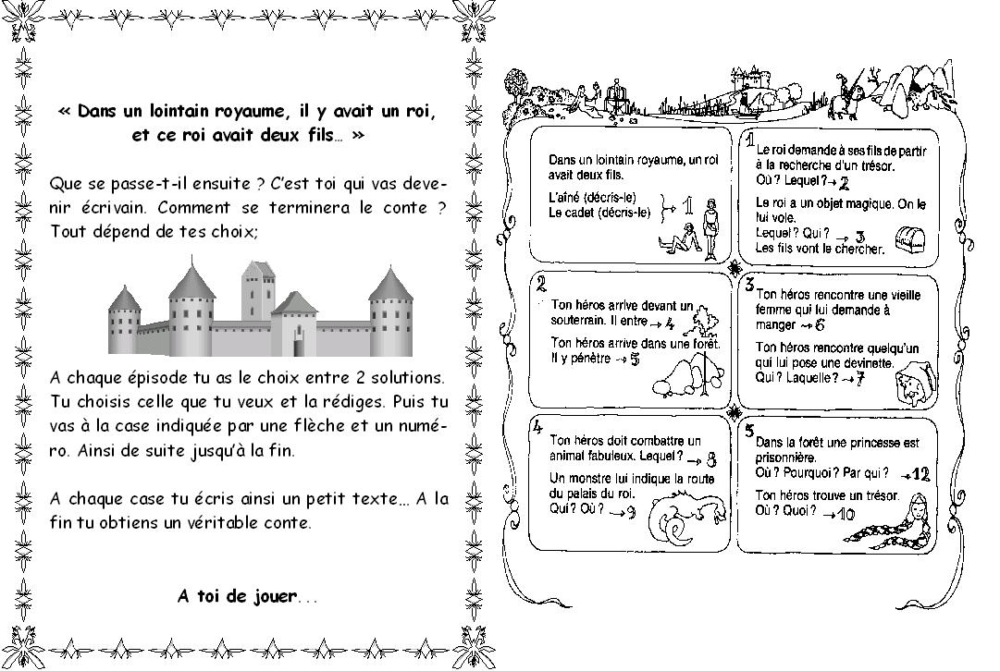 « Dans un lointain royaume, il y avait un roi,
et ce roi avait deux fils... »
Que se passe-t-il ensuite ? C'est toi qui vas deve-
nir écrivain. Comment se terminera le conte ?
Tout dépend de tes choix;
A chaque épisode tu as le choix entre 2 solutions.
Tu choisis celle que tu veux et la rédiges. Puis tu
vas à la case indiquée par une flèche et un numé-
ro. Ainsi de suite jusqu'à la fin.
A chaque case tu écris ainsi un petit texte... A la
fin tu obtiens un véritable conte.
A toi de jouer...
Dans un lointain royaume, un roi
avait deux fils.
L'aîné (décris-le)
Le cadet (décris-le)
→ 1
1
Le roi demande à ses fils de partir
à la recherche d'un trésor.
Où ? Lequel ? → 2
Le roi a un objet magique. On le
lui vole.
Lequel ? Qui ? → 3
Les fils vont le chercher.
2
Ton héros arrive devant un
souterrain. Il entre → 4
Ton héros arrive dans une forêt.
Il y pénètre → 5
3
Ton héros rencontre une vieille
femme qui lui demande à
manger → 6
Ton héros rencontre quelqu'un
qui lui pose une devinette.
Qui ? Laquelle ? → 7
4
Ton héros doit combattre un
animal fabuleux. Lequel ? → 8
Un monstre lui indique la route
du palais du roi.
Qui ? Où ? → 9
5
Dans la forêt une princesse est
prisonnière.
Où ? Pourquoi ? Par qui ? → 12
Ton héros trouve un trésor.
Où ? Quoi ? → 10